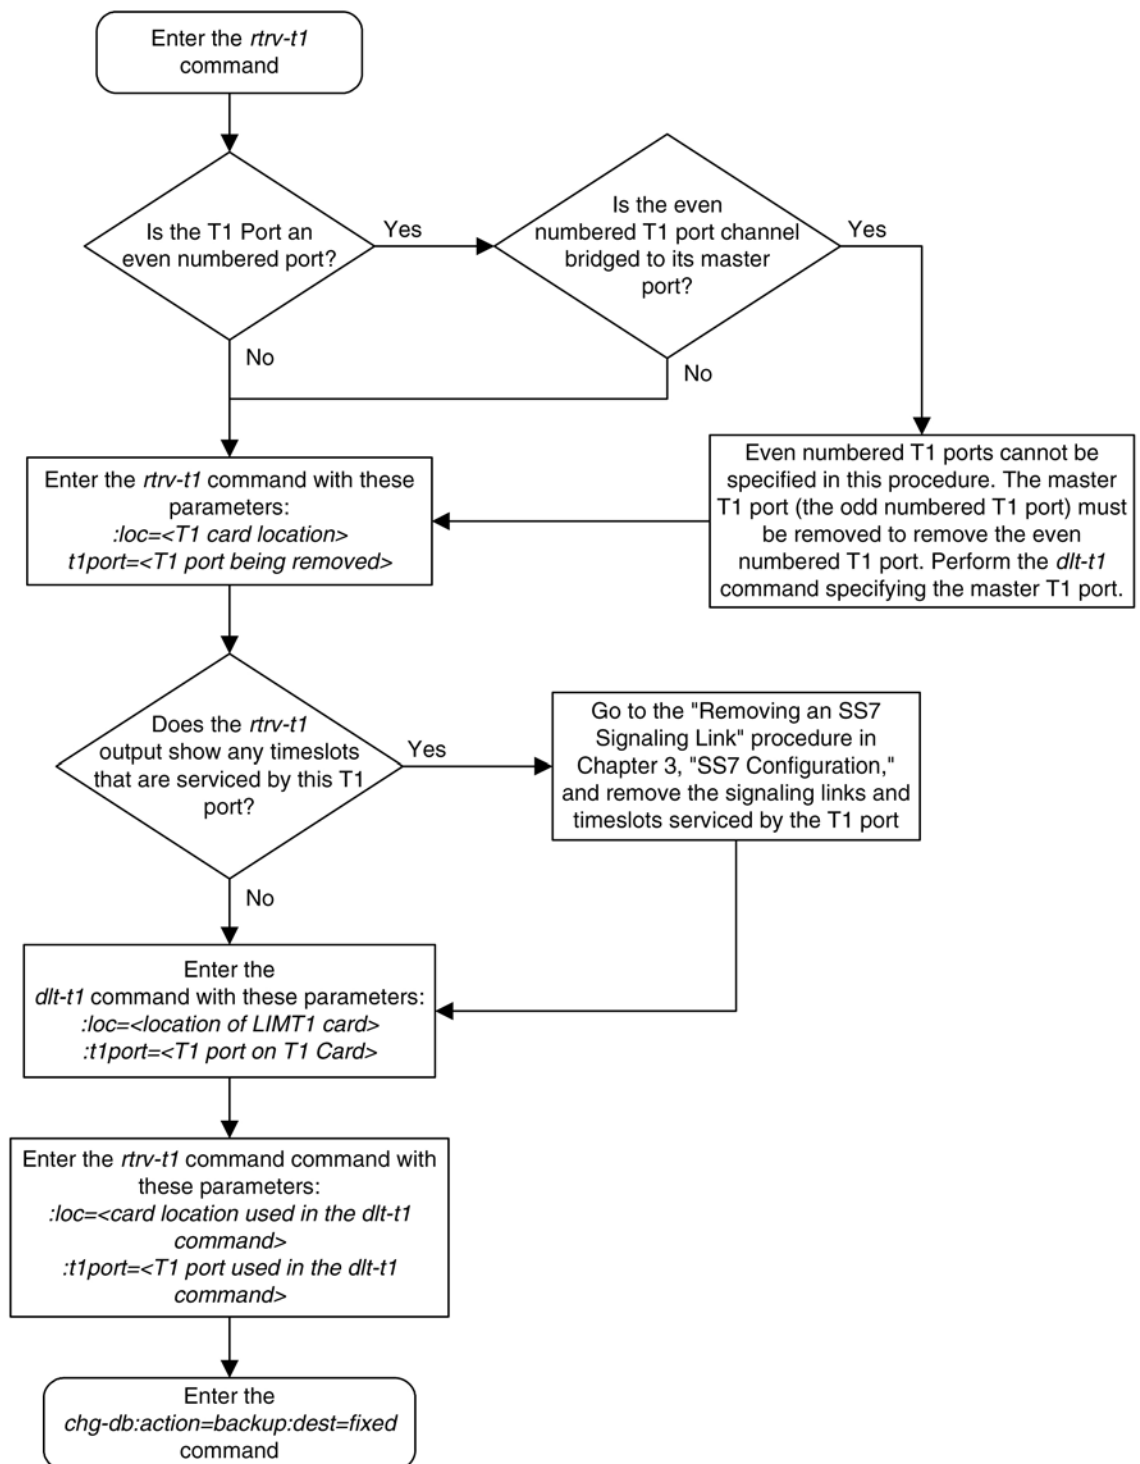 Enter the rtrv-t1
command
Is the T1 Port an
even numbered port?
Yes
Is the even
numbered T1 port channel
bridged to its master
port?
Yes
No
No
Even numbered T1 ports cannot be
specified in this procedure. The master
T1 port (the odd numbered T1 port) must
be removed to remove the even
numbered T1 port. Perform the dlt-t1
command specifying the master T1 port.
Enter the rtrv-t1 command with these
parameters:
:loc=<T1 card location>
t1port=<T1 port being removed>
Does the rtrv-t1
output show any timeslots
that are serviced by this T1
port?
Yes
Go to the "Removing an SS7
Signaling Link" procedure in
Chapter 3, "SS7 Configuration,"
and remove the signaling links and
timeslots serviced by the T1 port
No
Enter the
dlt-t1 command with these parameters:
:loc=<location of LIMT1 card>
:t1port=<T1 port on T1 Card>
Enter the rtrv-t1 command command with
these parameters:
:loc=<card location used in the dlt-t1
command>
:t1port=<T1 port used in the dlt-t1
command>
Enter the
chg-db:action=backup:dest=fixed
command